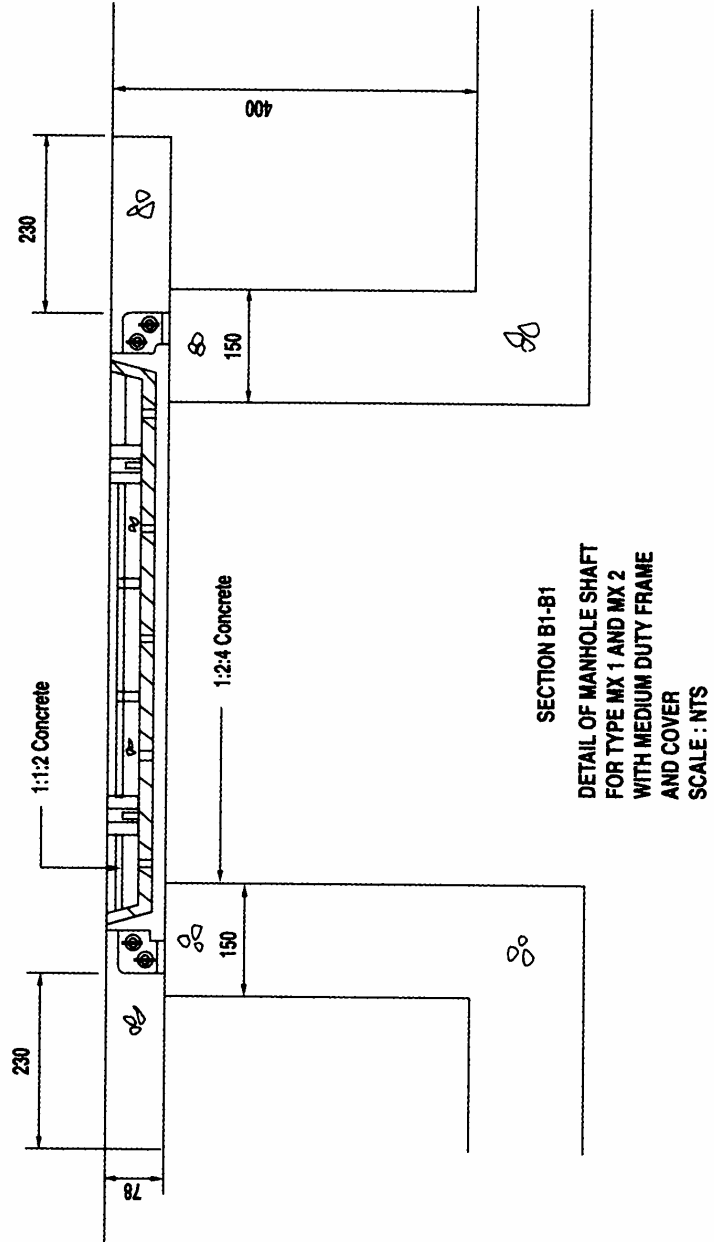 230
230
78
400
1:1:2 Concrete
1:2:4 Concrete
150
150
SECTION B1-B1
DETAIL OF MANHOLE SHAFT
FOR TYPE MX 1 AND MX 2
WITH MEDIUM DUTY FRAME
AND COVER
SCALE : NTS